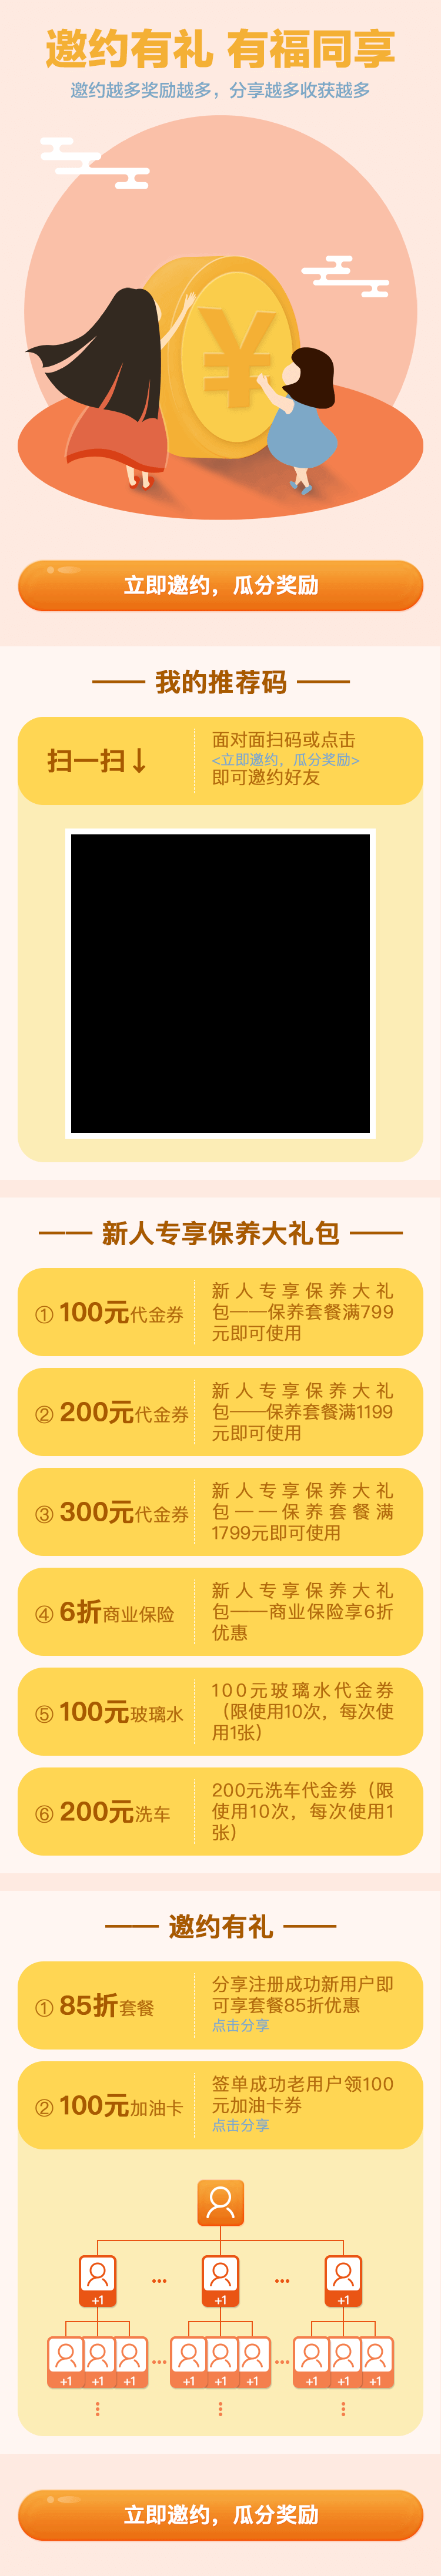 邀约有礼 有福同享
邀约越多奖励越多，分享越多收获越多
¥
立即邀约，瓜分奖励
我的推荐码
扫一扫↓
面对面扫码或点击
<立即邀约，瓜分奖励>
即可邀约好友
新人专享保养大礼包
① 100元代金券
新人专享保养大礼
包——保养套餐满799
元即可使用
② 200元代金券
新人专享保养大礼
包——保养套餐满1199
元即可使用
③ 300元代金券
新人专享保养大礼
包——保养套餐满
1799元即可使用
④ 6折商业保险
新人专享保养大礼
包——商业保险享6折
优惠
⑤ 100元玻璃水
100元玻璃水代金券
（限使用10次，每次使
用1张）
⑥ 200元洗车
200元洗车代金券（限
使用10次，每次使用1
张）
邀约有礼
① 85折套餐
分享注册成功新用户即
可享套餐85折优惠
点击分享
② 100元加油卡
签单成功老用户领100
元加油卡券
点击分享
+1 +1 +1
+1 +1 +1 +1 +1 +1 +1 +1 +1
立即邀约，瓜分奖励